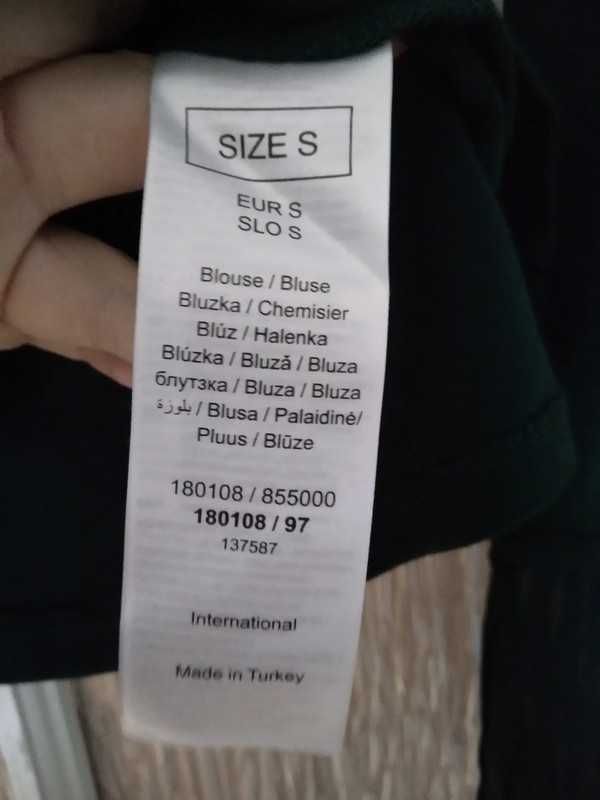 SIZE S
EUR S
SLO S
Blouse / Bluse
Bluzka / Chemisier
Blúz / Halenka
Blúzka / Bluză / Bluza
блутзка / Bluza / Bluza
بلوزة / Blusa / Palaidinė/
Pluus / Blūze
180108 / 855000
180108 / 97
137587
International
Made in Turkey